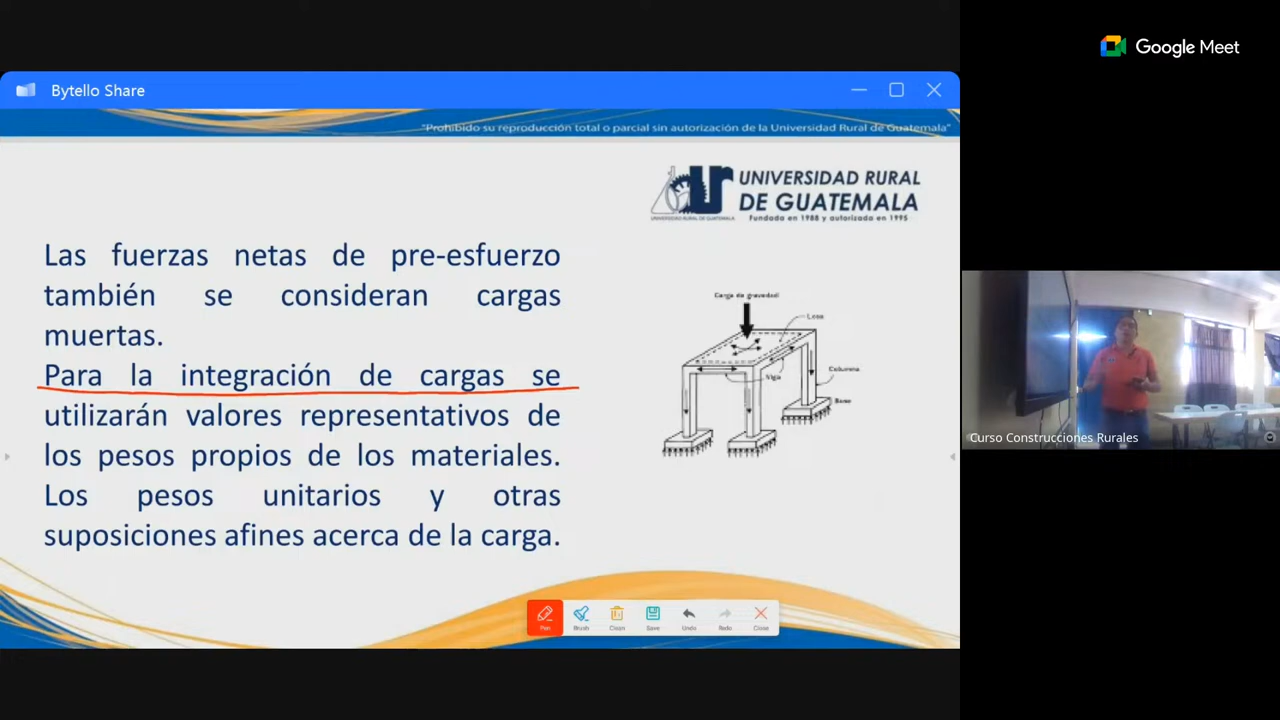 Google Meet
Bytello Share
"Prohibido su reproducción total o parcial sin autorización de la Universidad Rural de Guatemala"
UNIVERSIDAD RURAL
DE GUATEMALA
Fundada en 1988 y autorizada en 1995
UNIVERSIDAD RURAL DE GUATEMALA
Las fuerzas netas de pre-esfuerzo
también se consideran cargas
muertas.
Para la integración de cargas se
utilizarán valores representativos de
los pesos propios de los materiales.
Los pesos unitarios y otras
suposiciones afines acerca de la carga.
Carga de gravedad
Losa
Viga
Columna
Base
Curso Construcciones Rurales
Pen
Brush
Clean
Save
Undo
Redo
Close